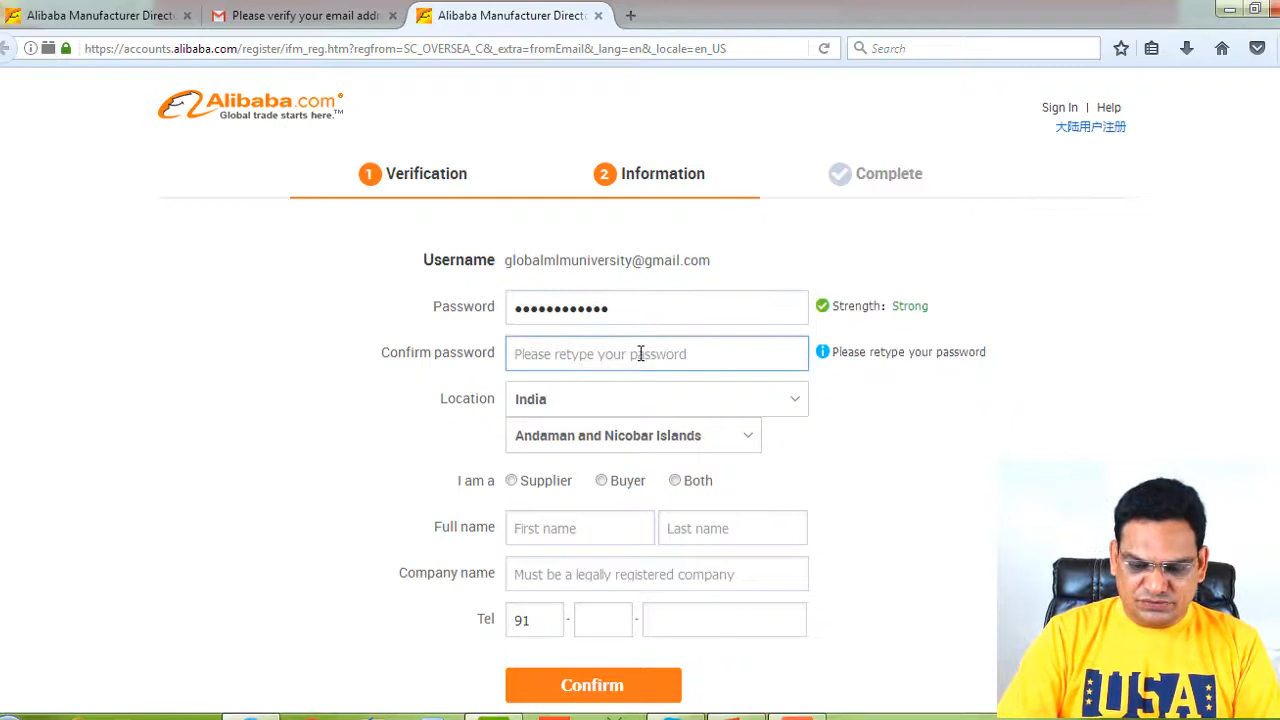 Alibaba Manufacturer Direct
Please verify your email addr
Alibaba Manufacturer Direct
https://accounts.alibaba.com/register/ifm_reg.htm?regfrom=SC_OVERSEA_C&_extra=fromEmail&_lang=en&_locale=en_US
Search
Alibaba.com
Global trade starts here.™
Sign In | Help
大陆用户注册
1 Verification
2 Information
Complete
Username globalmlmuniversity@gmail.com
Password •••••••••••• Strength: Strong
Confirm password Please retype your password Please retype your password
Location India
Andaman and Nicobar Islands
I am a Supplier Buyer Both
Full name First name Last name
Company name Must be a legally registered company
Tel 91 - -
Confirm
USA